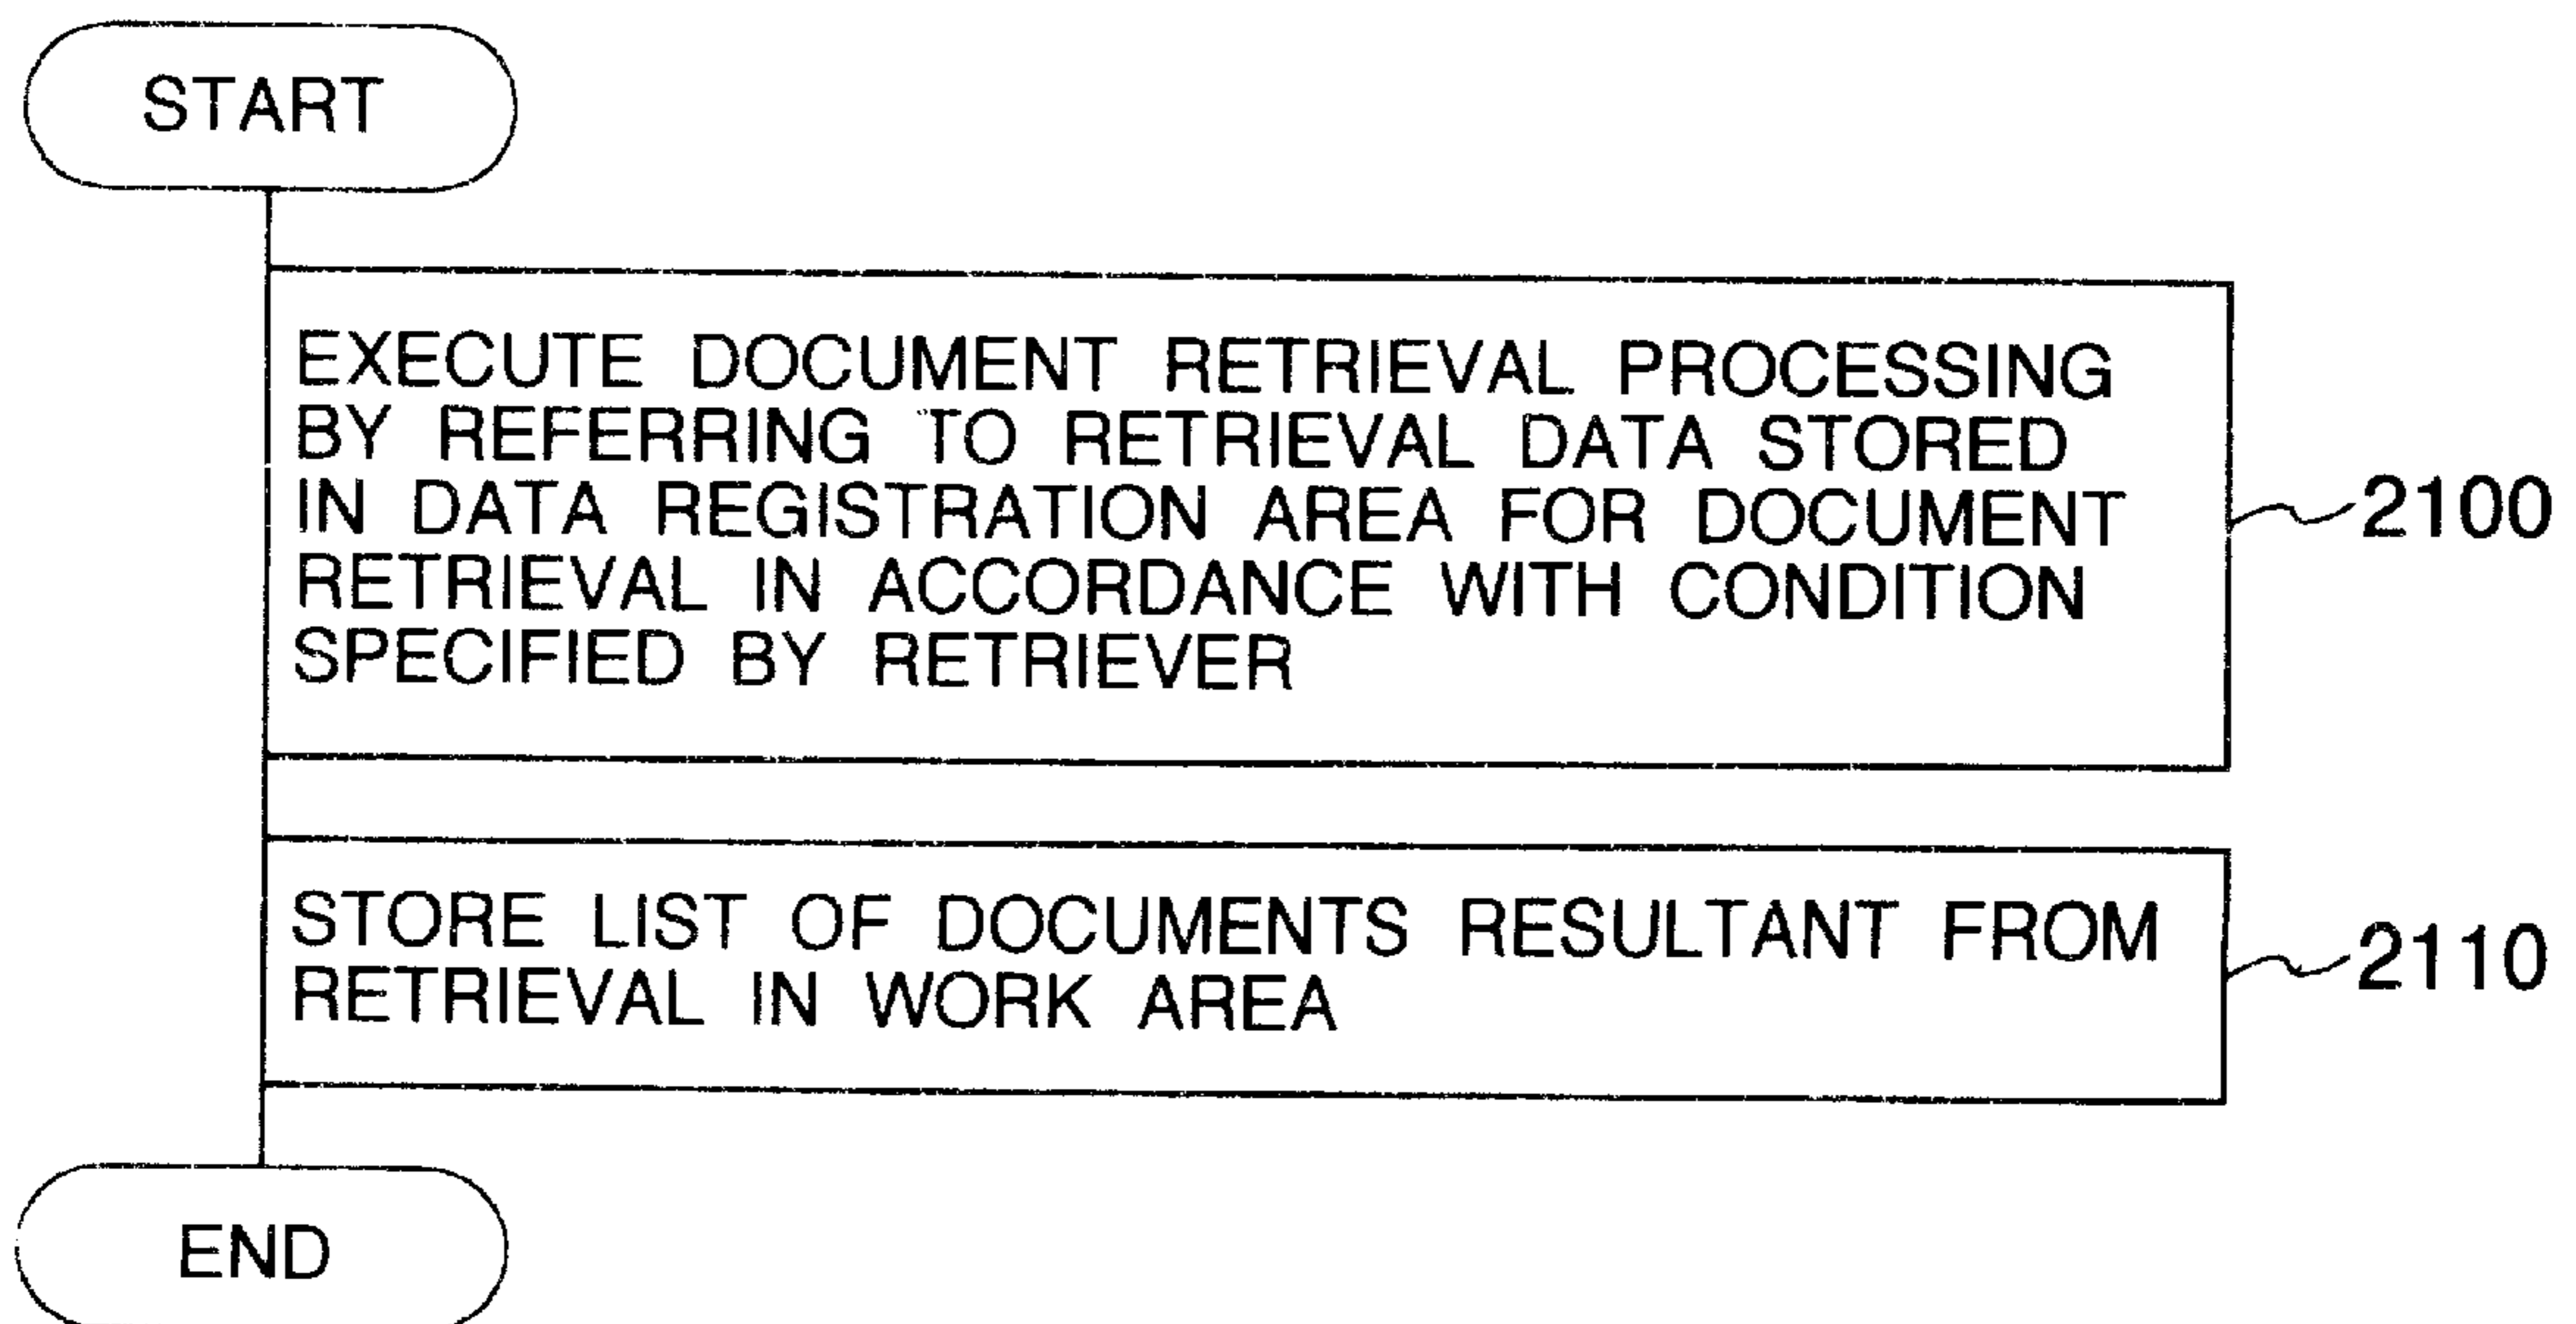 START
EXECUTE DOCUMENT RETRIEVAL PROCESSING
BY REFERRING TO RETRIEVAL DATA STORED
IN DATA REGISTRATION AREA FOR DOCUMENT
RETRIEVAL IN ACCORDANCE WITH CONDITION
SPECIFIED BY RETRIEVER
2100
STORE LIST OF DOCUMENTS RESULTANT FROM
RETRIEVAL IN WORK AREA
2110
END